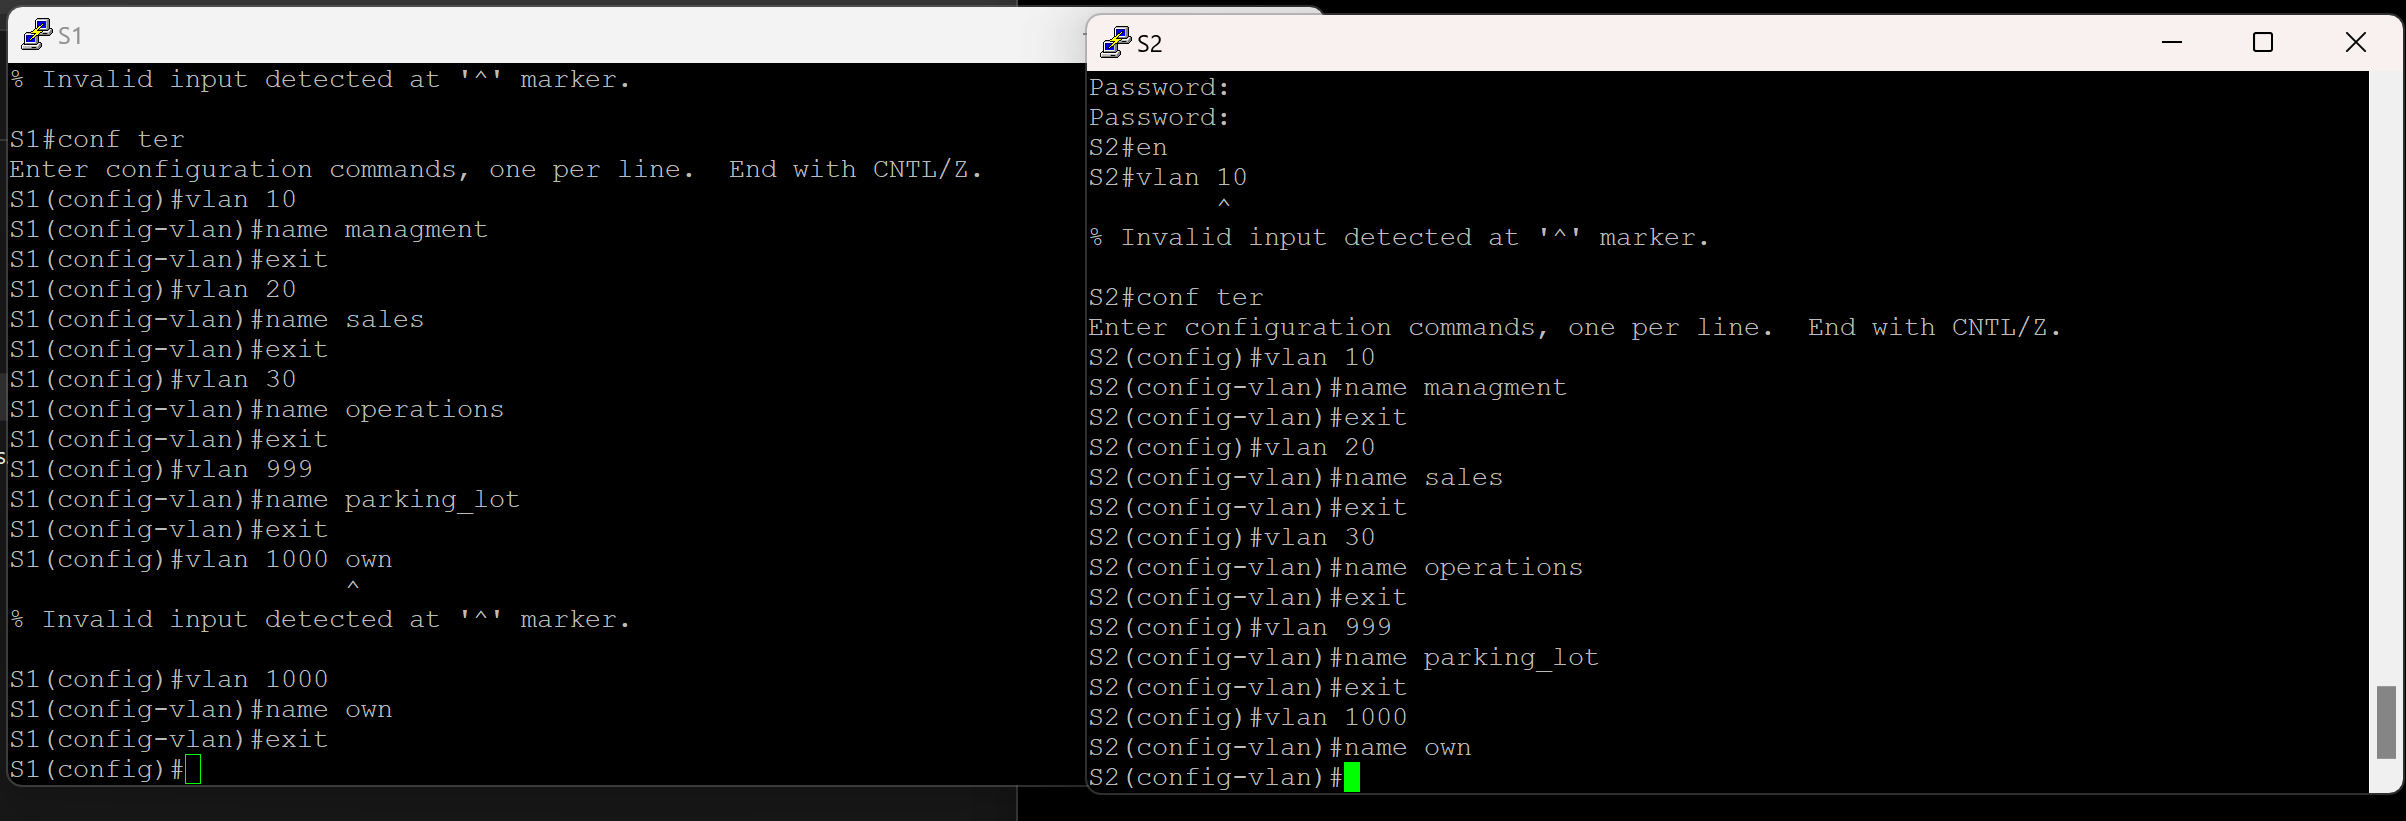 S1
% Invalid input detected at '^' marker.
S1#conf ter
Enter configuration commands, one per line.  End with CNTL/Z.
S1(config)#vlan 10
S1(config-vlan)#name managment
S1(config-vlan)#exit
S1(config)#vlan 20
S1(config-vlan)#name sales
S1(config-vlan)#exit
S1(config)#vlan 30
S1(config-vlan)#name operations
S1(config-vlan)#exit
S1(config)#vlan 999
S1(config-vlan)#name parking_lot
S1(config-vlan)#exit
S1(config)#vlan 1000 own
^
% Invalid input detected at '^' marker.
S1(config)#vlan 1000
S1(config-vlan)#name own
S1(config-vlan)#exit
S1(config)#
S2
Password:
Password:
S2#en
S2#vlan 10
^
% Invalid input detected at '^' marker.
S2#conf ter
Enter configuration commands, one per line.  End with CNTL/Z.
S2(config)#vlan 10
S2(config-vlan)#name managment
S2(config-vlan)#exit
S2(config)#vlan 20
S2(config-vlan)#name sales
S2(config-vlan)#exit
S2(config)#vlan 30
S2(config-vlan)#name operations
S2(config-vlan)#exit
S2(config)#vlan 999
S2(config-vlan)#name parking_lot
S2(config-vlan)#exit
S2(config)#vlan 1000
S2(config-vlan)#name own
S2(config-vlan)#